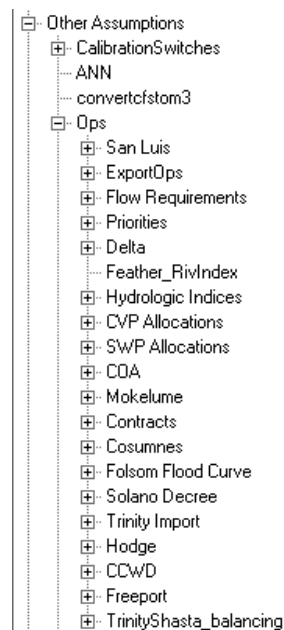 Other Assumptions
CalibrationSwitches
ANN
convertcfstom3
Ops
San Luis
ExportOps
Flow Requirements
Priorities
Delta
Feather_RivIndex
Hydrologic Indices
CVP Allocations
SWP Allocations
COA
Mokelume
Contracts
Cosumnes
Folsom Flood Curve
Solano Decree
Trinity Import
Hodge
CCWD
Freeport
TrinityShasta_balancing